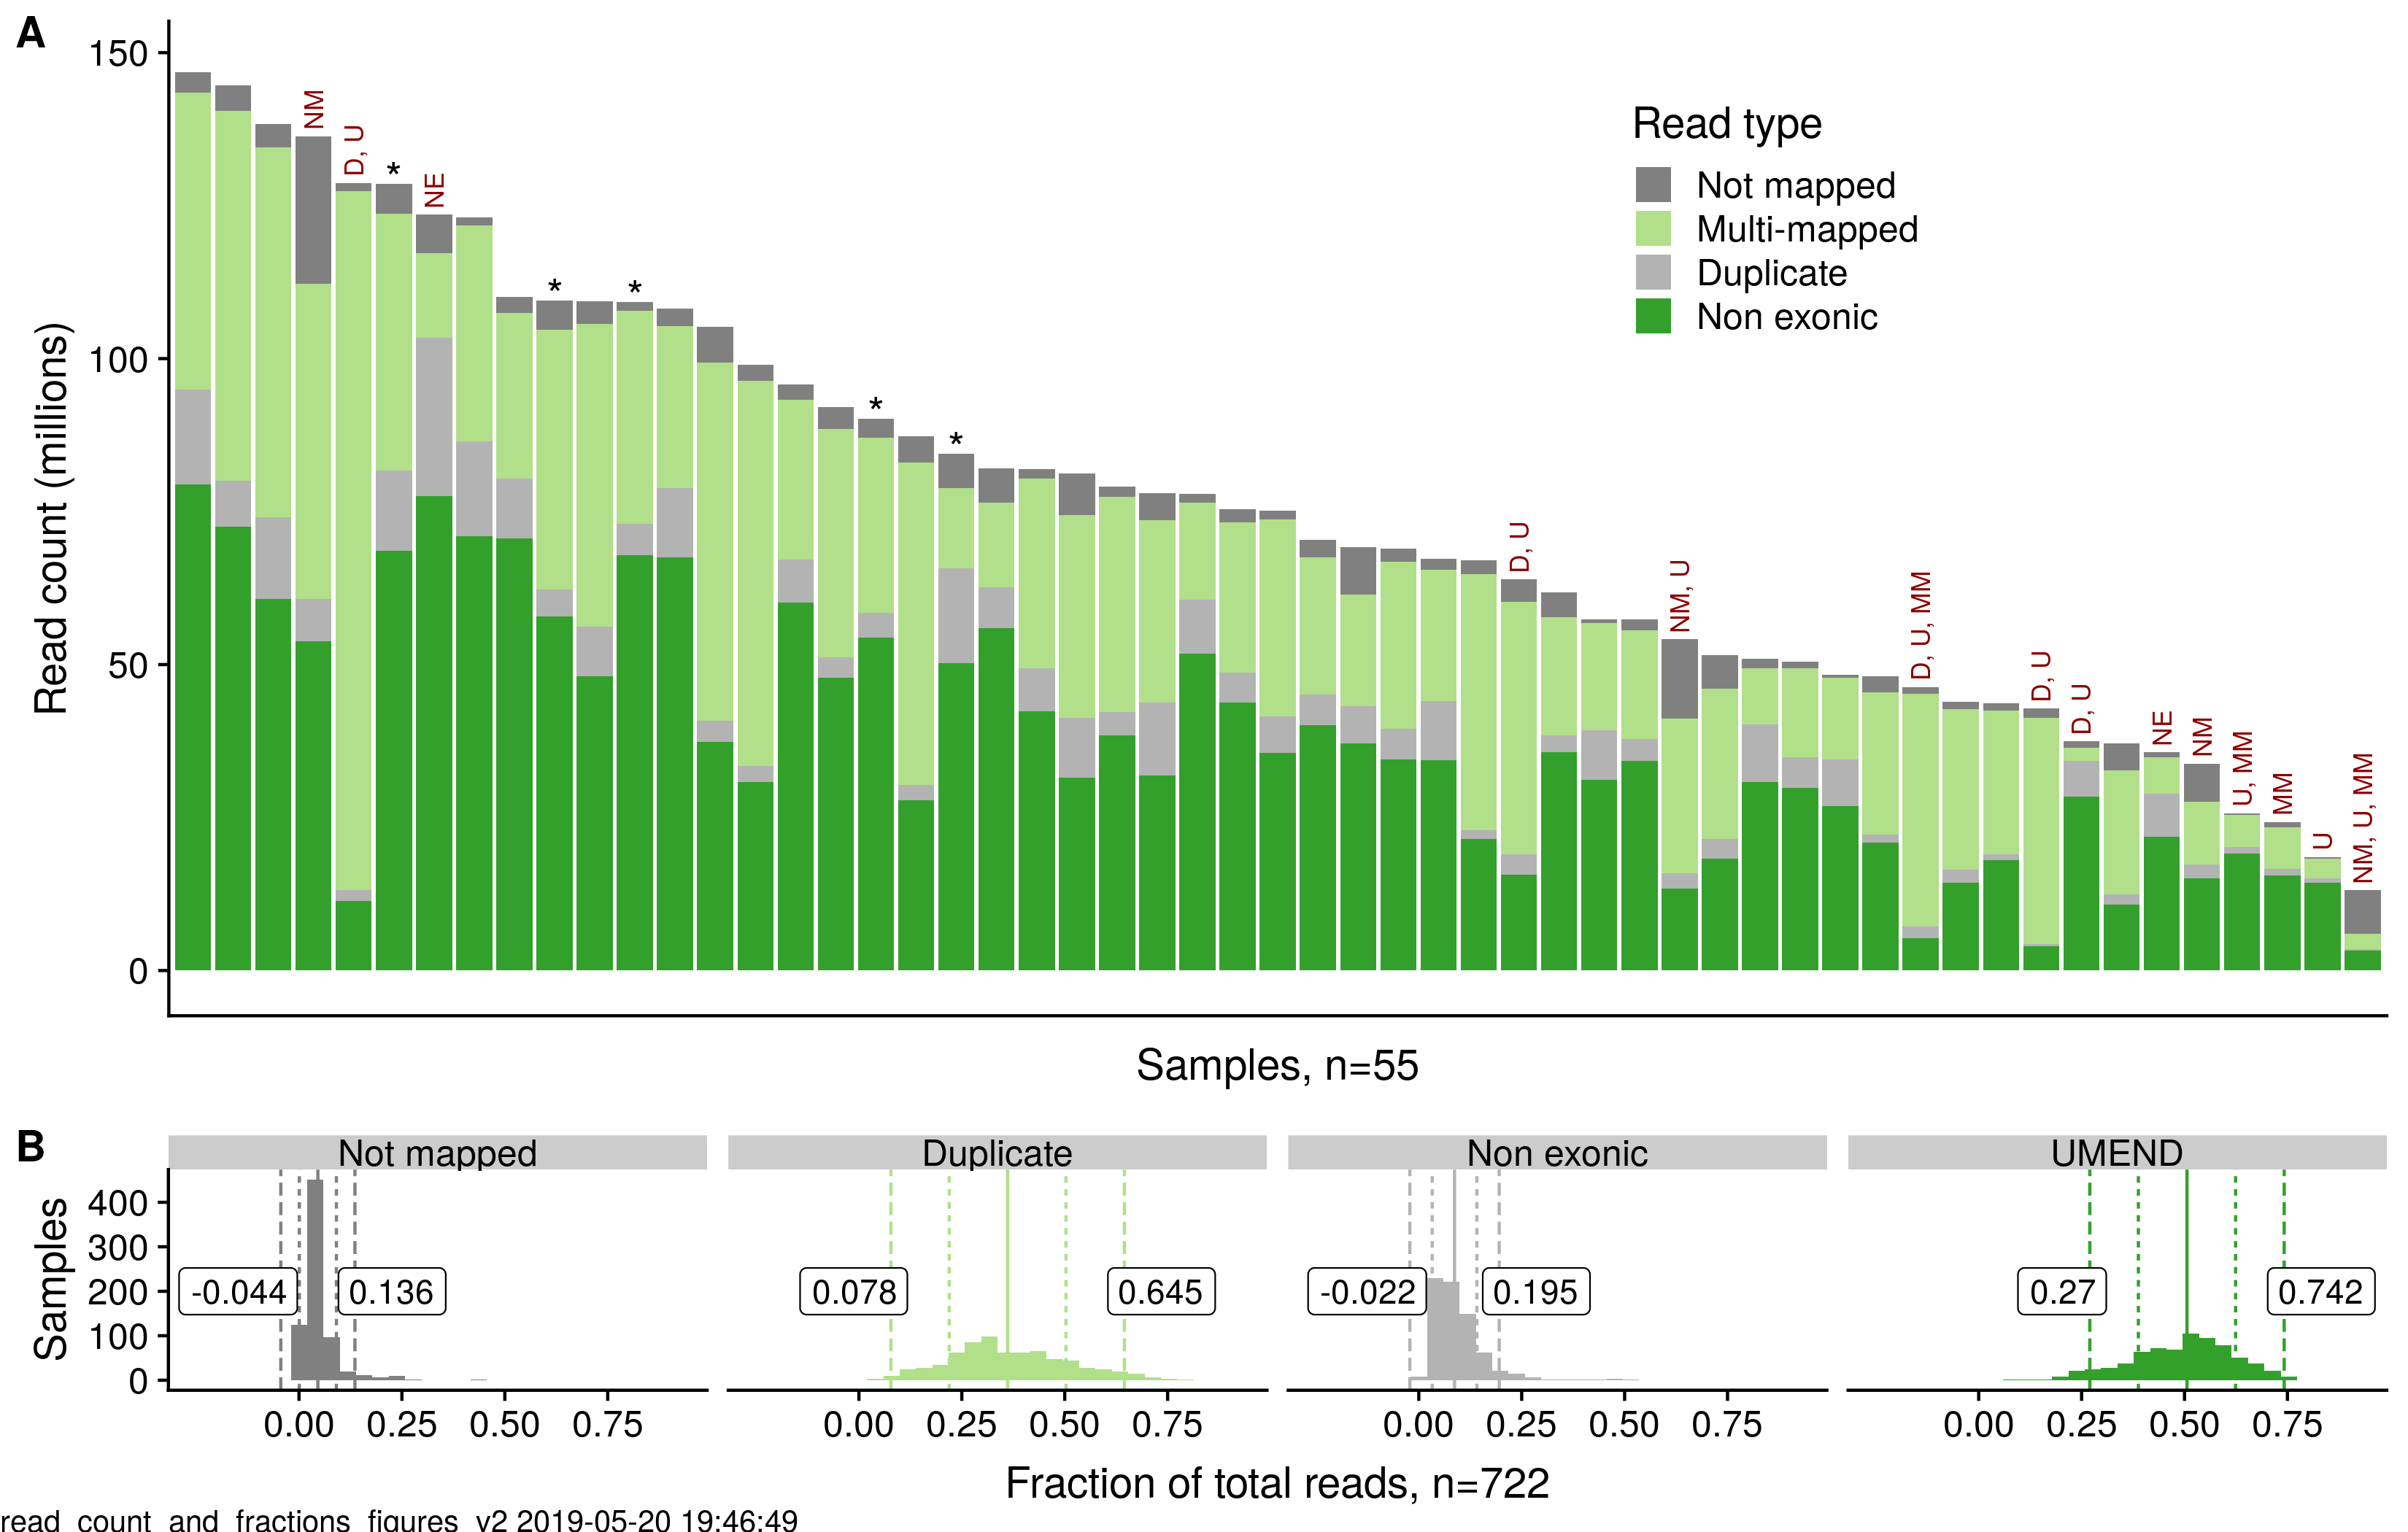 A
150
100
50
0
Read count (millions)
NM
D, U
*
NE
*
*
*
*
D, U
NM, U
D, U, MM
D, U
D, U
NE
NM
U, MM
MM
U
NM, U, MM
Read type
Not mapped
Multi-mapped
Duplicate
Non exonic
Samples, n=55
B
Not mapped
Duplicate
Non exonic
UMEND
Samples
400
300
200
100
0
-0.044
0.136
0.078
0.645
-0.022
0.195
0.27
0.742
0.00 0.25 0.50 0.75
0.00 0.25 0.50 0.75
0.00 0.25 0.50 0.75
0.00 0.25 0.50 0.75
Fraction of total reads, n=722
read_count_and_fractions_figures_v2 2019-05-20 19:46:49